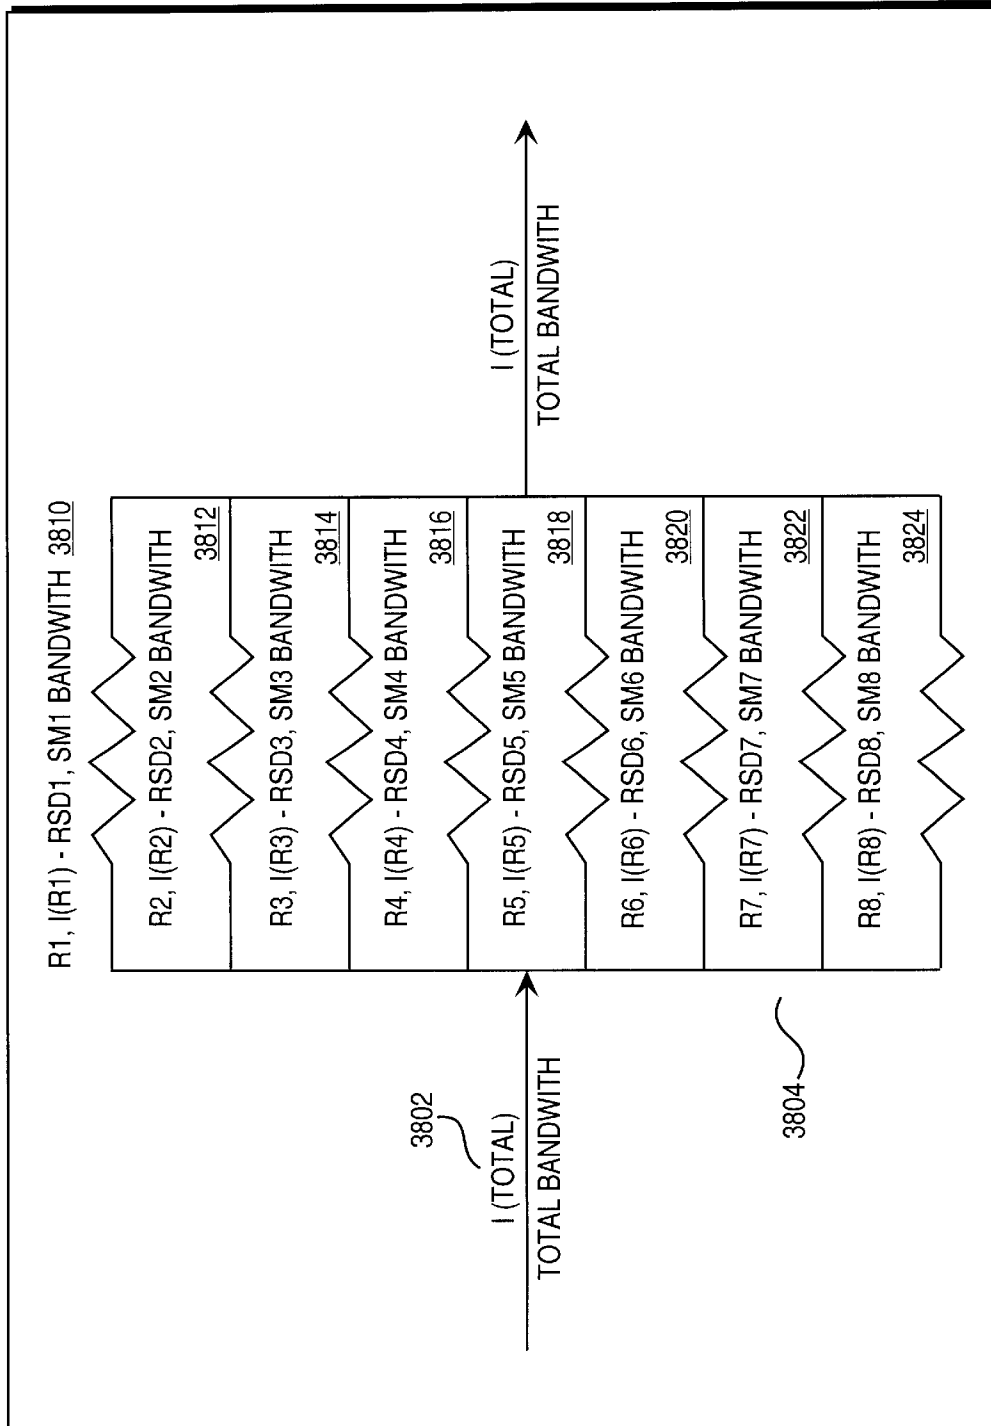 R1, I(R1) - RSD1, SM1 BANDWITH 3810
R2, I(R2) - RSD2, SM2 BANDWITH
3812
R3, I(R3) - RSD3, SM3 BANDWITH
3814
R4, I(R4) - RSD4, SM4 BANDWITH
3816
R5, I(R5) - RSD5, SM5 BANDWITH
3818
R6, I(R6) - RSD6, SM6 BANDWITH
3820
R7, I(R7) - RSD7, SM7 BANDWITH
3822
R8, I(R8) - RSD8, SM8 BANDWITH
3824
3802
I (TOTAL)
TOTAL BANDWITH
I (TOTAL)
TOTAL BANDWITH
3804